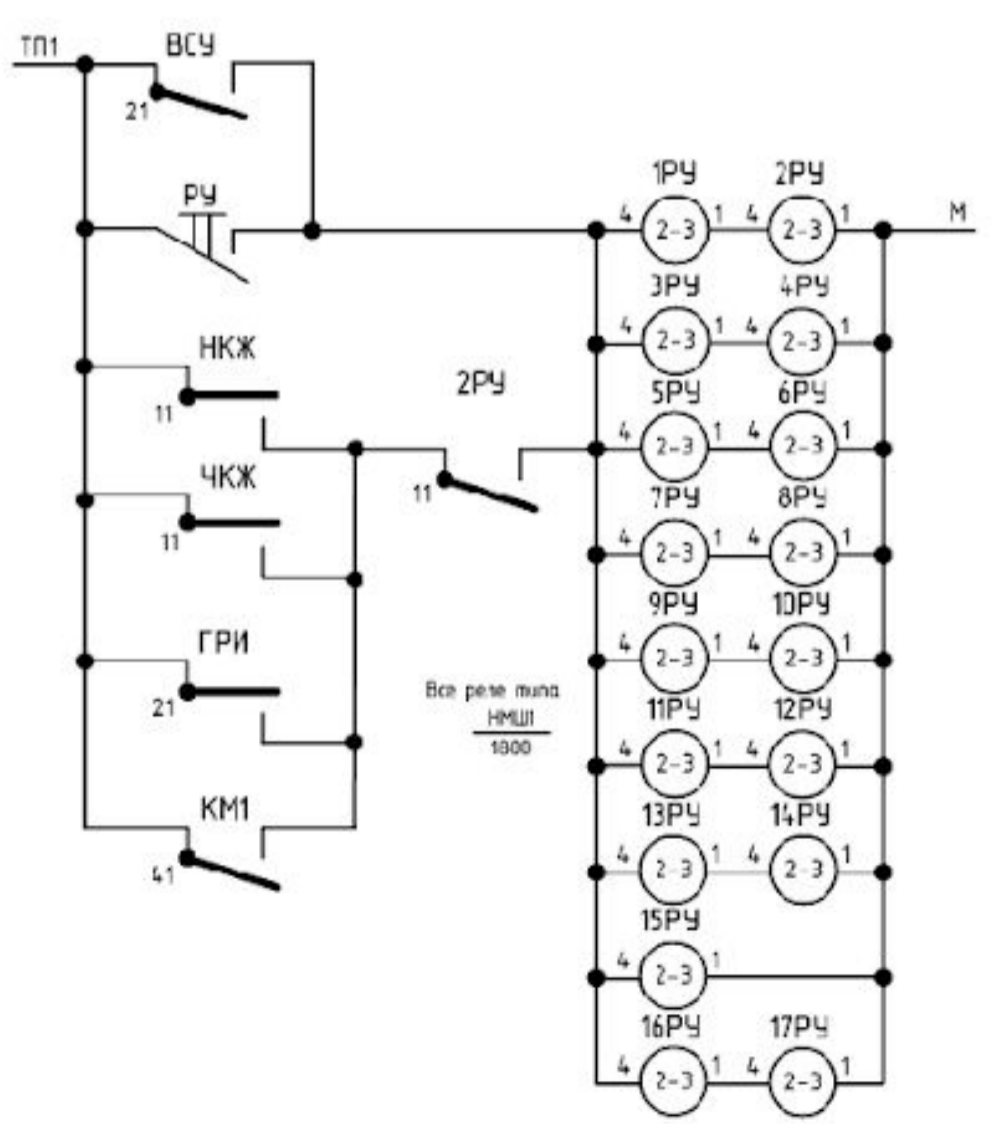 ТП1
ВСУ
21
РУ
1РУ 2РУ
4 2-3 1 4 2-3 1
М
3РУ 4РУ
4 2-3 1 4 2-3 1
НКЖ
11
2РУ
11
5РУ 6РУ
4 2-3 1 4 2-3 1
ЧКЖ
11
7РУ 8РУ
4 2-3 1 4 2-3 1
9РУ 10РУ
4 2-3 1 4 2-3 1
ГРИ
21
Все реле типа
НМШ1
1800
11РУ 12РУ
4 2-3 1 4 2-3 1
КМ1
41
13РУ 14РУ
4 2-3 1 4 2-3 1
15РУ
4 2-3 1
16РУ 17РУ
4 2-3 1 4 2-3 1